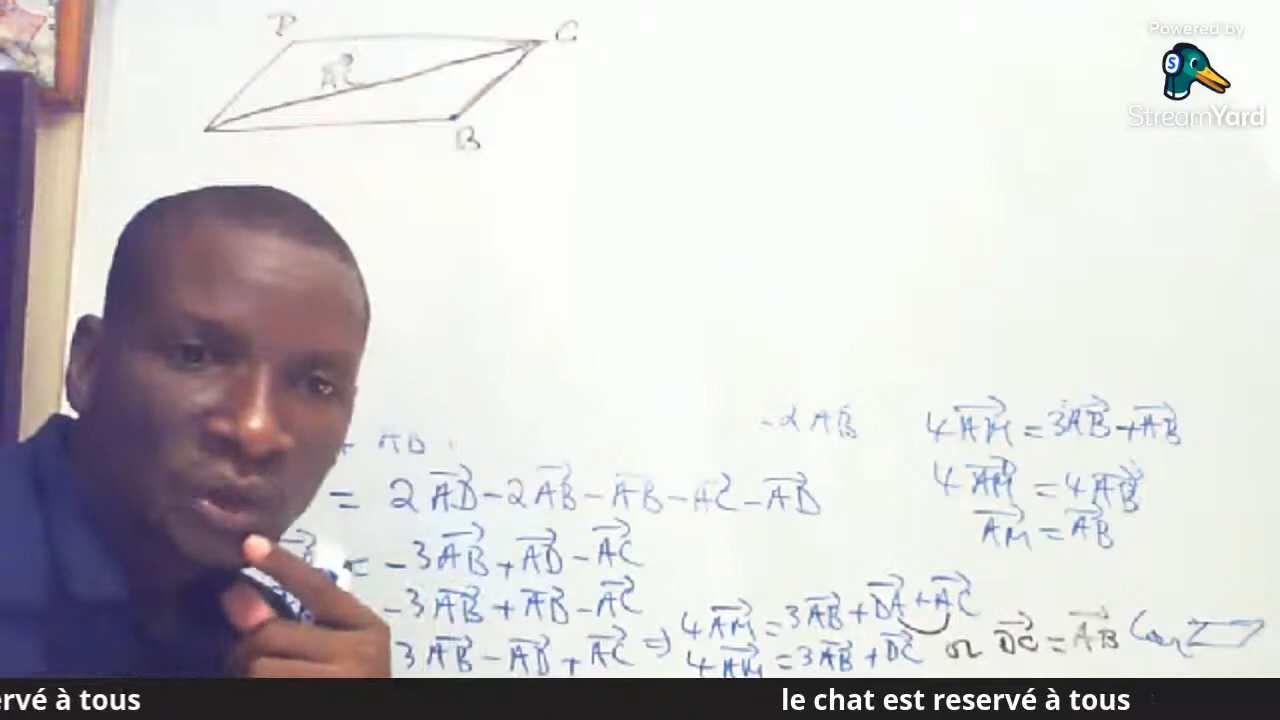 Powered by
StreamYard
D C
AC⃗
B
+ AD
-2AB
= 2AD⃗ - 2AB⃗ - AB⃗ - AC⃗ - AD⃗
= -3AB⃗ + AD⃗ - AC⃗
-3AB⃗ + AD⃗ - AC⃗
3AB⃗ - AD⃗ + AC⃗ ⇒
4AM⃗ = 3AB⃗ + DA⃗ + AC⃗
4AM⃗ = 3AB⃗ + DC⃗ or DC⃗ = AB⃗ Car
4AM⃗ = 3AB⃗ + AB⃗
4AM⃗ = 4AB⃗
AM⃗ = AB⃗
ervé à tous
le chat est reservé à tous